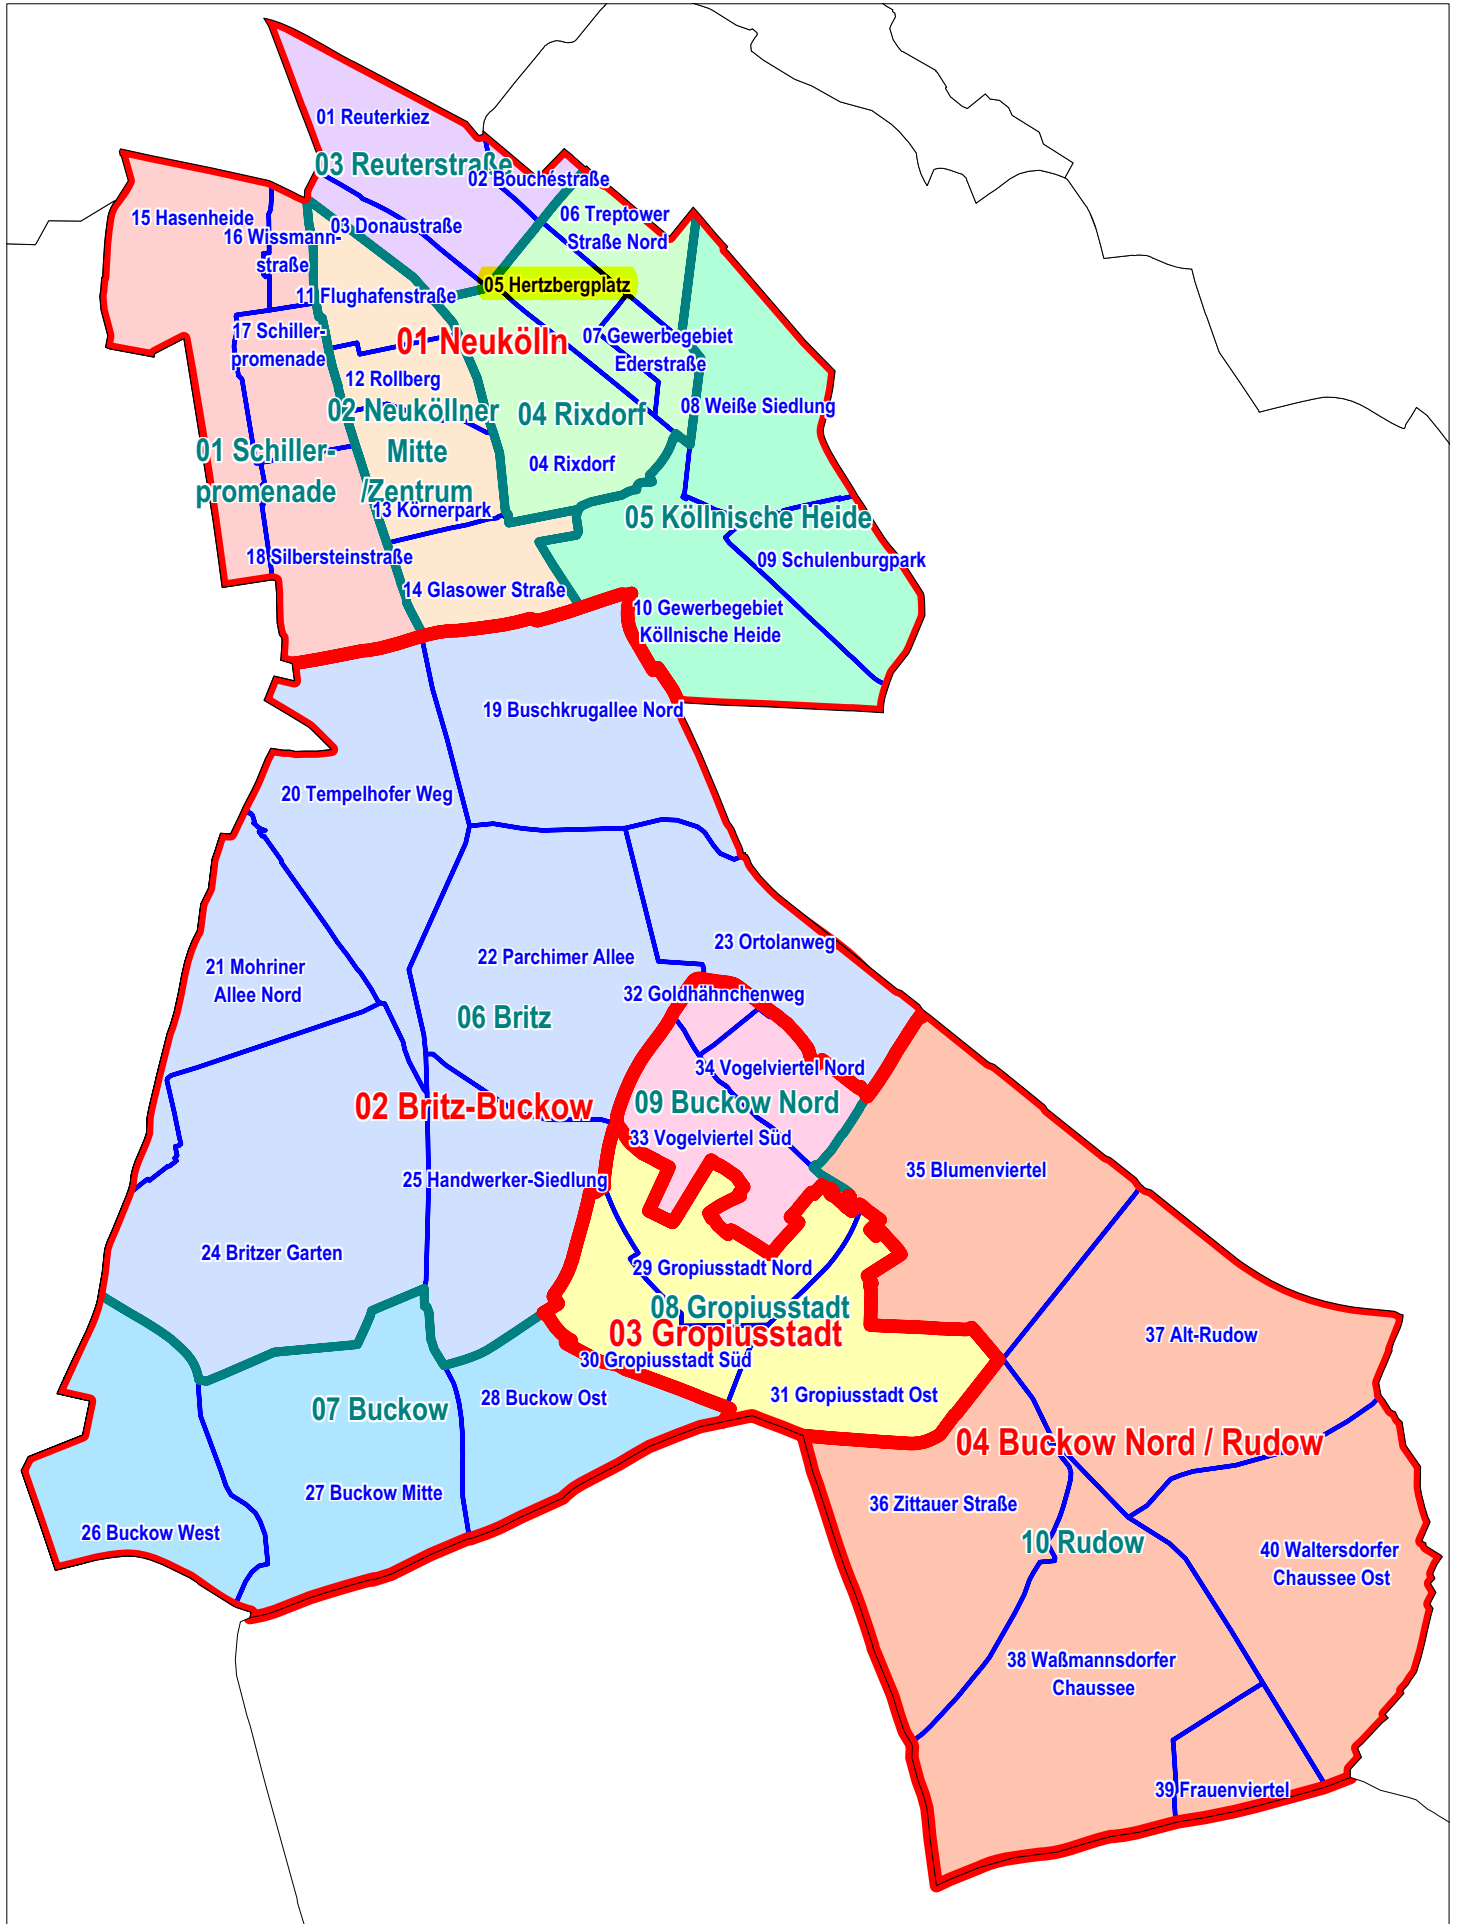 01 Reuterkiez
03 Reuterstraße
02 Bouchéstraße
15 Hasenheide
16 Wissmann-
straße
03 Donaustraße
06 Treptower
Straße Nord
05 Hertzbergplatz
11 Flughafenstraße
17 Schiller-
promenade
01 Neukölln
07 Gewerbegebiet
Ederstraße
12 Rollberg
08 Weiße Siedlung
02 Neuköllner
Mitte
/Zentrum
04 Rixdorf
01 Schiller-
promenade
04 Rixdorf
13 Körnerpark
05 Köllnische Heide
18 Silbersteinstraße
09 Schulenburgpark
14 Glasower Straße
10 Gewerbegebiet
Köllnische Heide
19 Buschkrugallee Nord
20 Tempelhofer Weg
21 Mohriner
Allee Nord
22 Parchimer Allee
23 Ortolanweg
32 Goldhähnchenweg
06 Britz
34 Vogelviertel Nord
02 Britz-Buckow
09 Buckow Nord
33 Vogelviertel Süd
25 Handwerker-Siedlung
35 Blumenviertel
24 Britzer Garten
29 Gropiusstadt Nord
08 Gropiusstadt
03 Gropiusstadt
37 Alt-Rudow
30 Gropiusstadt Süd
31 Gropiusstadt Ost
28 Buckow Ost
07 Buckow
04 Buckow Nord / Rudow
27 Buckow Mitte
36 Zittauer Straße
26 Buckow West
10 Rudow
40 Waltersdorfer
Chaussee Ost
38 Waßmannsdorfer
Chaussee
39 Frauenviertel